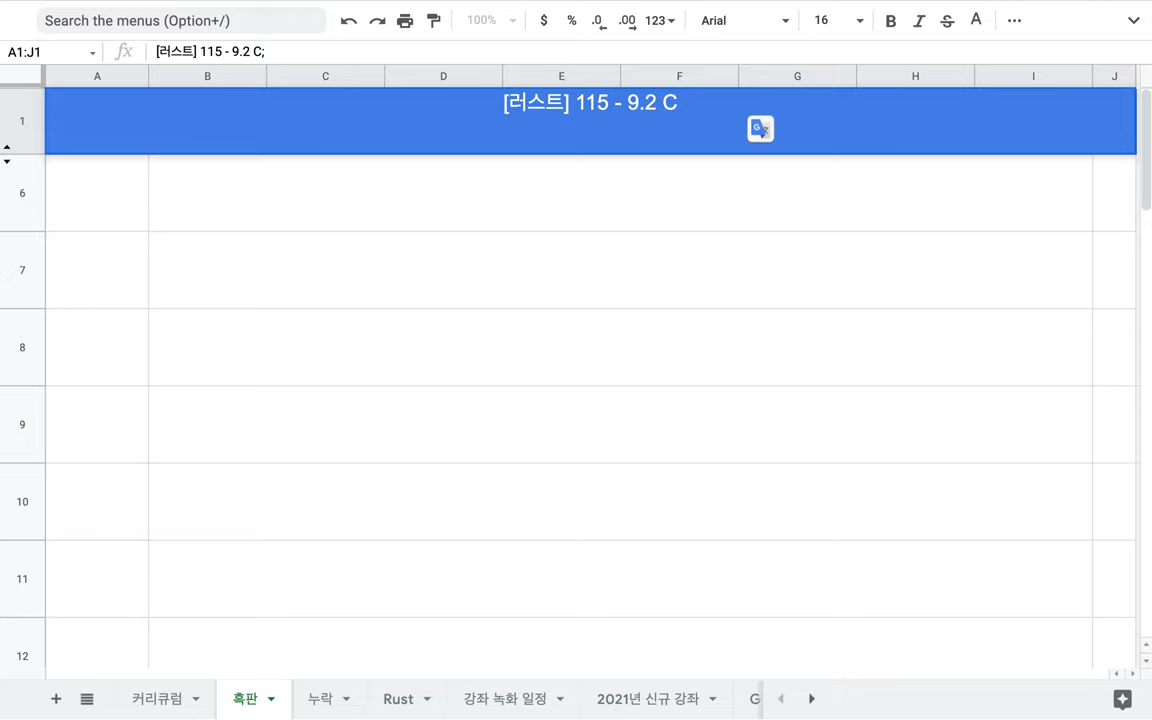 Search the menus (Option+/) 100% $ % .0 .00 123 Arial 16 B I S A
A1:J1 fx [러스트] 115 - 9.2 C;
A B C D E F G H I J
1 [러스트] 115 - 9.2 C
6
7
8
9
10
11
12
커리큘럼 흑판 누락 Rust 강좌 녹화 일정 2021년 신규 강좌 G